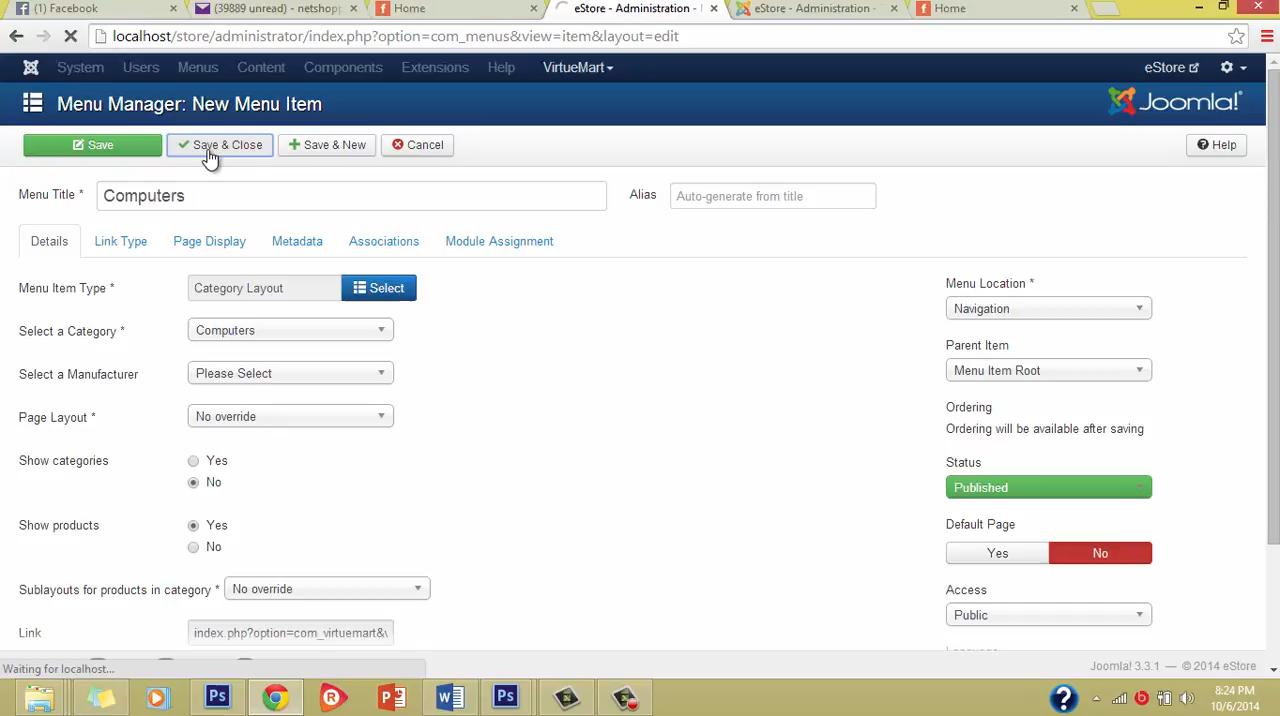 (1) Facebook
(39889 unread) - netshopp
Home
eStore - Administration -
eStore - Administration -
Home
localhost/store/administrator/index.php?option=com_menus&view=item&layout=edit
System Users Menus Content Components Extensions Help VirtueMart
eStore
Menu Manager: New Menu Item
Joomla!
Save
Save & Close
Save & New
Cancel
Help
Menu Title *
Computers
Alias
Auto-generate from title
Details Link Type Page Display Metadata Associations Module Assignment
Menu Item Type *
Category Layout
Select
Select a Category *
Computers
Select a Manufacturer
Please Select
Page Layout *
No override
Show categories
Yes
No
Show products
Yes
No
Sublayouts for products in category *
No override
Link
index.php?option=com_virtuemart&
Menu Location *
Navigation
Parent Item
Menu Item Root
Ordering
Ordering will be available after saving
Status
Published
Default Page
Yes No
Access
Public
Language
Waiting for localhost...
Joomla! 3.3.1 — © 2014 eStore
Ps
Ps
8:24 PM
10/6/2014